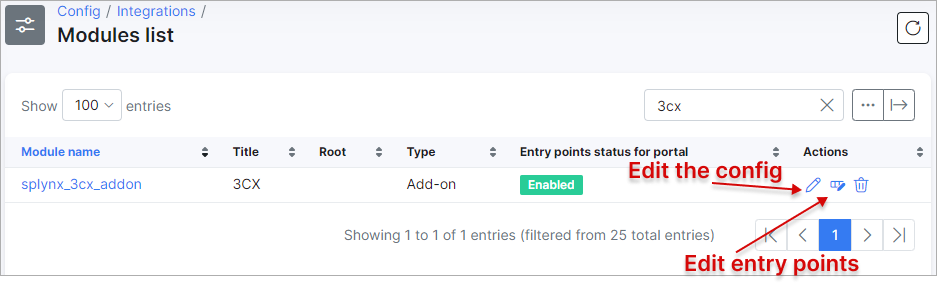 Config / Integrations /
Modules list
Show 100 entries
3cx
Module name Title Root Type Entry points status for portal Actions
Edit the config
splynx_3cx_addon 3CX Add-on Enabled
Showing 1 to 1 of 1 entries (filtered from 25 total entries) 1
Edit entry points